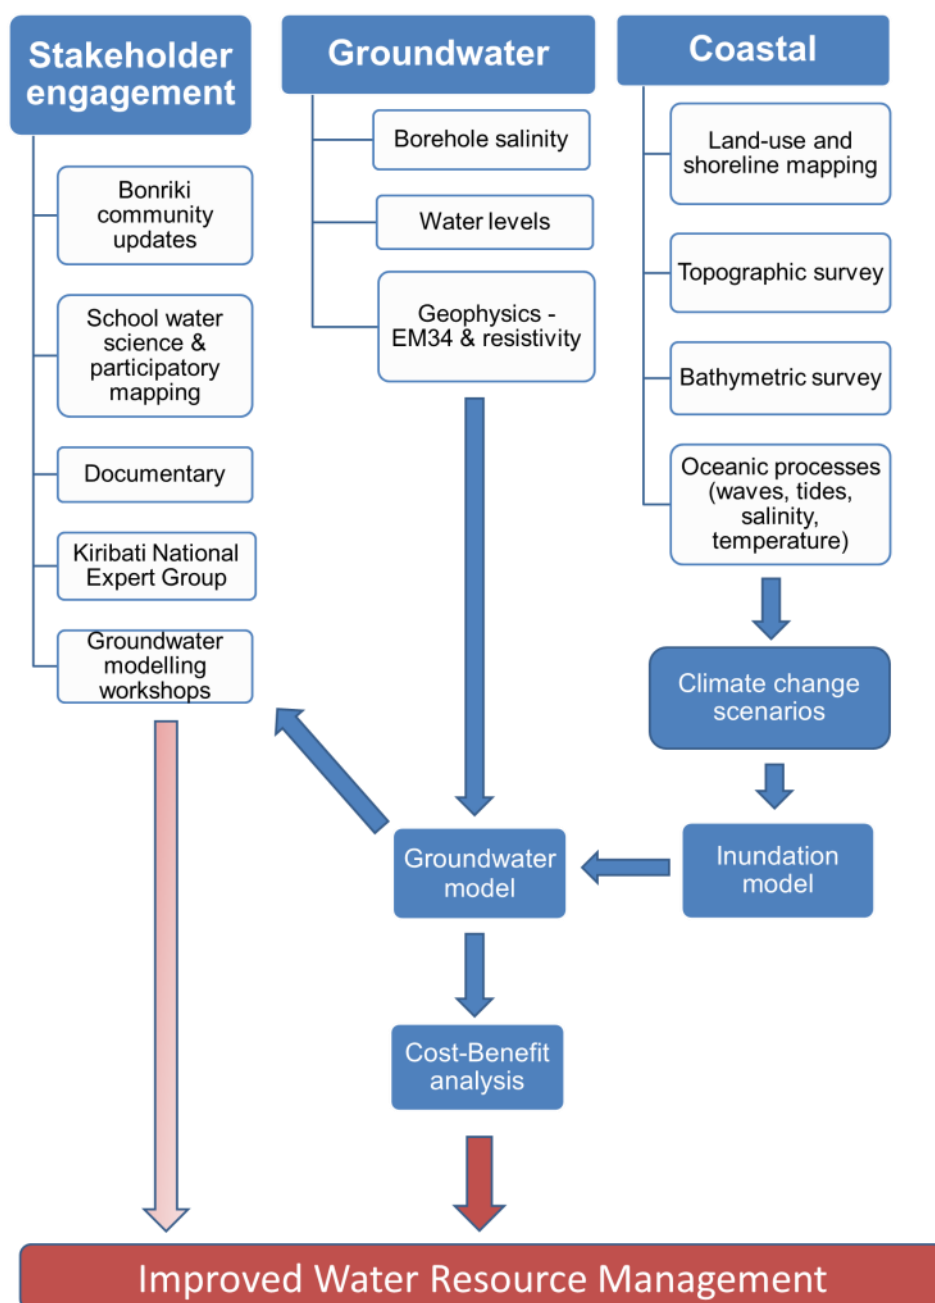 Stakeholder
engagement
Bonriki
community
updates
School water
science &
participatory
mapping
Documentary
Kiribati National
Expert Group
Groundwater
modelling
workshops
Groundwater
Borehole salinity
Water levels
Geophysics -
EM34 & resistivity
Coastal
Land-use and
shoreline mapping
Topographic survey
Bathymetric survey
Oceanic processes
(waves, tides,
salinity,
temperature)
Climate change
scenarios
Inundation
model
Groundwater
model
Cost-Benefit
analysis
Improved Water Resource Management